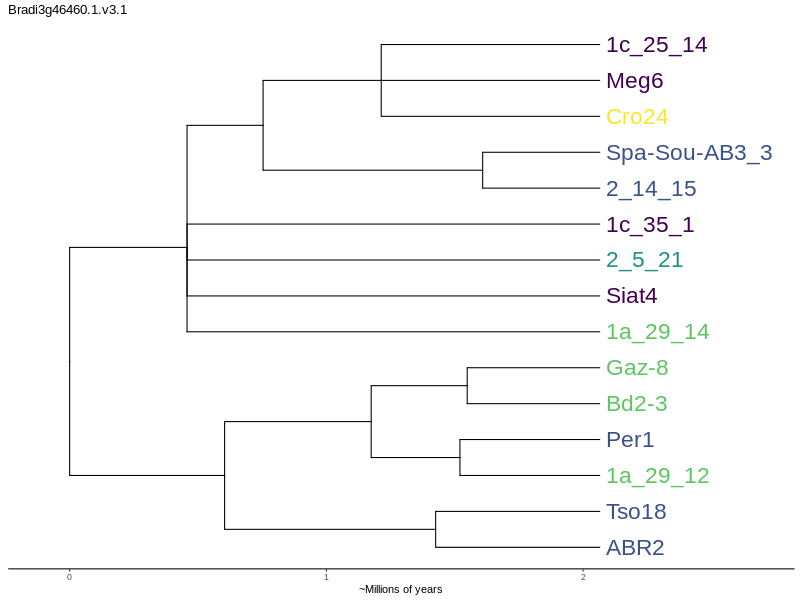 Bradi3g46460.1.v3.1
1c_25_14
Meg6
Cro24
Spa-Sou-AB3_3
2_14_15
1c_35_1
2_5_21
Siat4
1a_29_14
Gaz-8
Bd2-3
Per1
1a_29_12
Tso18
ABR2
0 1 2
~Millions of years